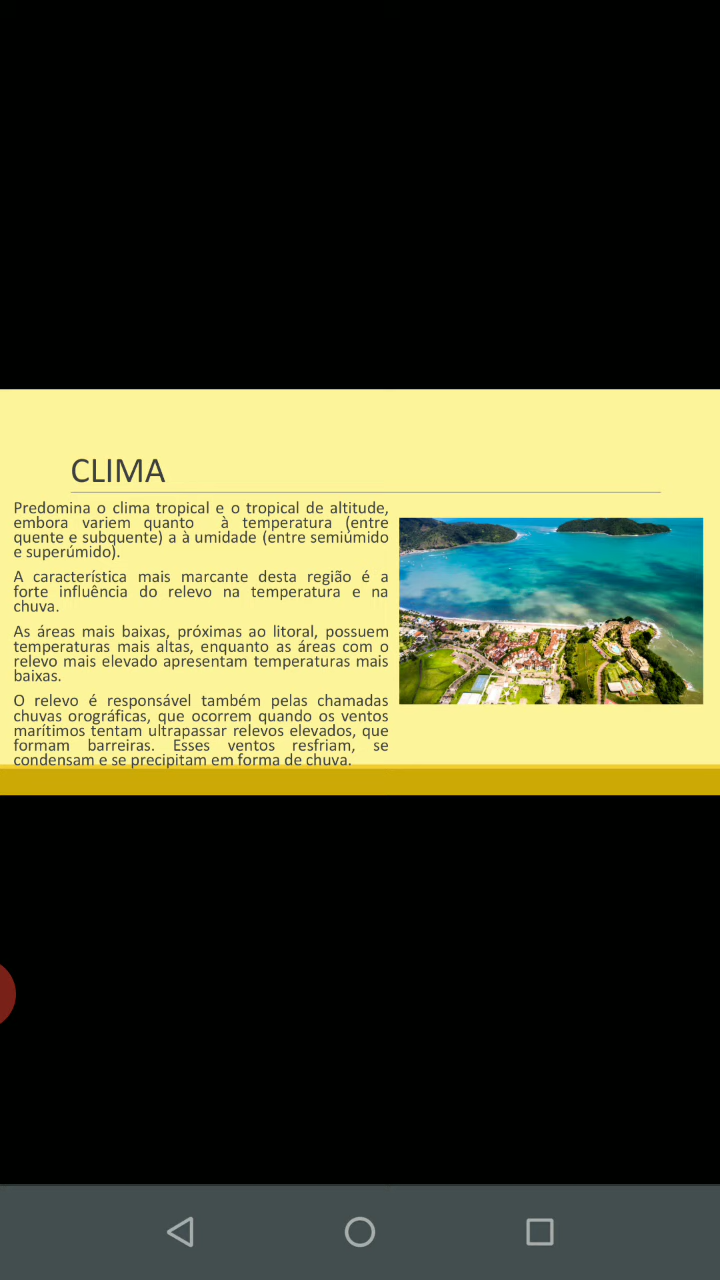 CLIMA
Predomina o clima tropical e o tropical de altitude,
embora variem quanto à temperatura (entre
quente e subquente) a à umidade (entre semiúmido
e superúmido).
A característica mais marcante desta região é a
forte influência do relevo na temperatura e na
chuva.
As áreas mais baixas, próximas ao litoral, possuem
temperaturas mais altas, enquanto as áreas com o
relevo mais elevado apresentam temperaturas mais
baixas.
O relevo é responsável também pelas chamadas
chuvas orográficas, que ocorrem quando os ventos
marítimos tentam ultrapassar relevos elevados, que
formam barreiras. Esses ventos resfriam, se
condensam e se precipitam em forma de chuva.